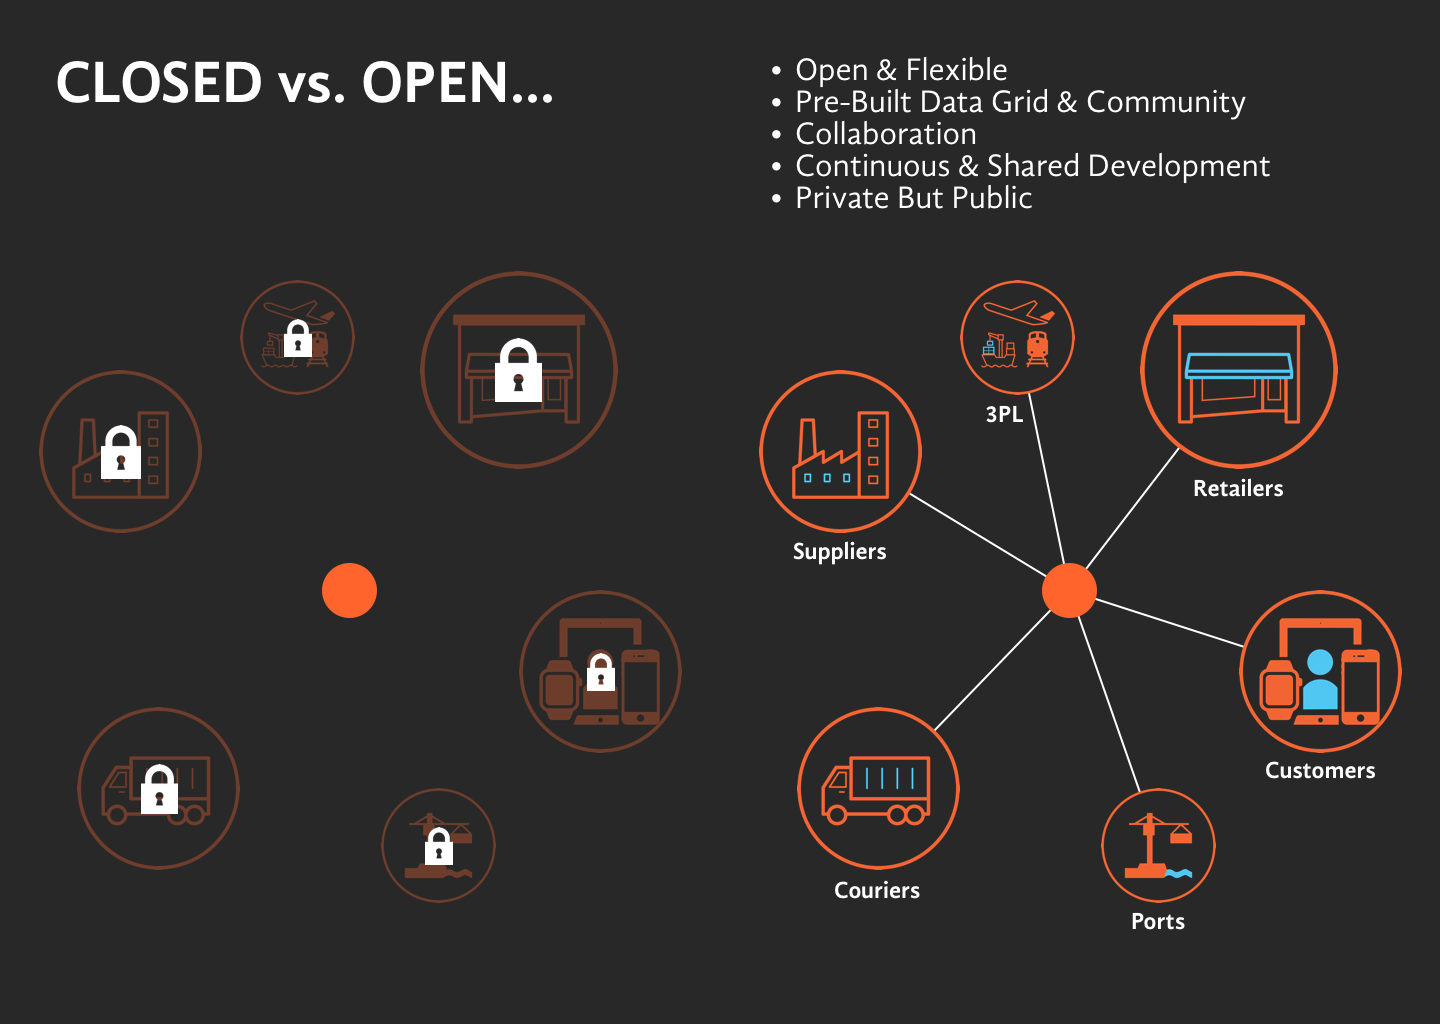 CLOSED vs. OPEN...
• Open & Flexible
• Pre-Built Data Grid & Community
• Collaboration
• Continuous & Shared Development
• Private But Public
3PL
Retailers
Suppliers
Customers
Couriers
Ports